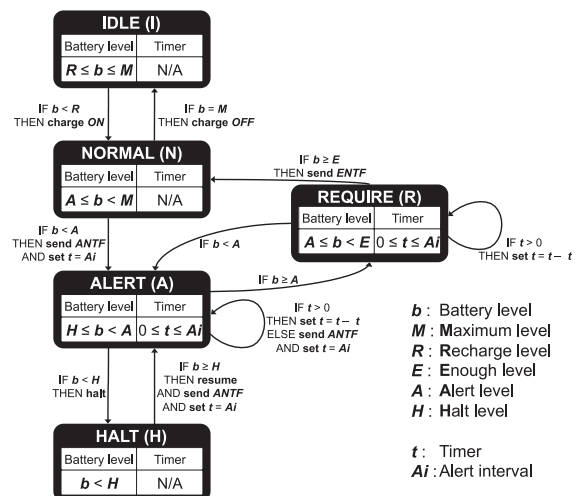 IDLE (I)
Battery level Timer
R ≤ b ≤ M N/A
IF b < R
THEN charge ON
IF b = M
THEN charge OFF
NORMAL (N)
Battery level Timer
A ≤ b < M N/A
IF b ≥ E
THEN send ENTF
REQUIRE (R)
Battery level Timer
A ≤ b < E 0 ≤ t ≤ Ai
IF t > 0
THEN set t = t – t
IF b < A
THEN send ANTF
AND set t = Ai
IF b < A
IF b ≥ A
ALERT (A)
Battery level Timer
H ≤ b < A 0 ≤ t ≤ Ai
IF t > 0
THEN set t = t – t
ELSE send ANTF
AND set t = Ai
IF b < H
THEN halt
IF b ≥ H
THEN resume
AND send ANTF
AND set t = Ai
HALT (H)
Battery level Timer
b < H N/A
b : Battery level
M : Maximum level
R : Recharge level
E : Enough level
A : Alert level
H : Halt level
t : Timer
Ai : Alert interval